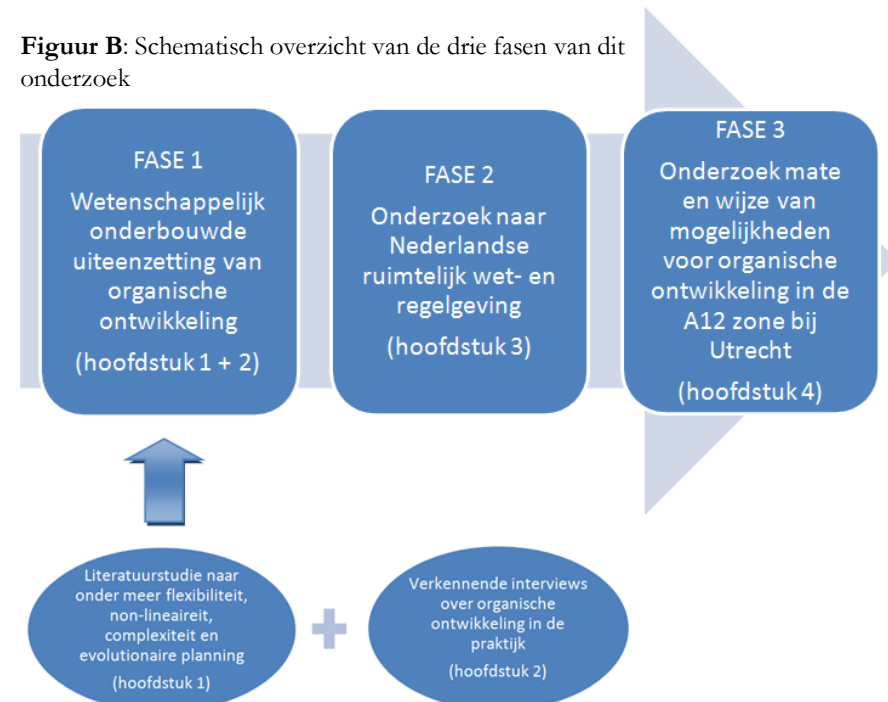 Figuur B: Schematisch overzicht van de drie fasen van dit
onderzoek
FASE 1
Wetenschappelijk
onderbouwde
uiteenzetting van
organische
ontwikkeling
(hoofdstuk 1 + 2)
FASE 2
Onderzoek naar
Nederlandse
ruimtelijk wet- en
regelgeving
(hoofdstuk 3)
FASE 3
Onderzoek mate
en wijze van
mogelijkheden
voor organische
ontwikkeling in de
A12 zone bij
Utrecht
(hoofdstuk 4)
Literatuurstudie naar
onder meer flexibiliteit,
non-lineaireit,
complexiteit en
evolutionaire planning
(hoofdstuk 1)
Verkennende interviews
over organische
ontwikkeling in de
praktijk
(hoofdstuk 2)